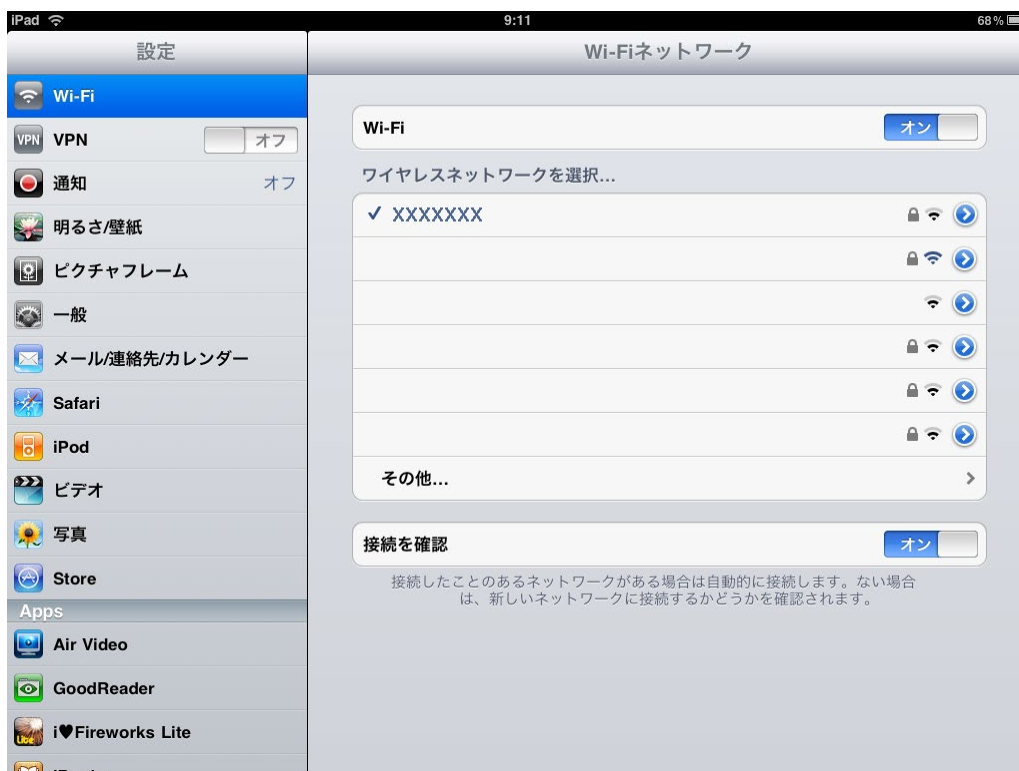 iPad 9:11 68%
設定
Wi-Fiネットワーク
Wi-Fi
VPN オフ
通知 オフ
明るさ/壁紙
ピクチャフレーム
一般
メール/連絡先/カレンダー
Safari
iPod
ビデオ
写真
Store
Apps
Air Video
GoodReader
i♥Fireworks Lite
Wi-Fi オン
ワイヤレスネットワークを選択...
✓ XXXXXXX
その他...
接続を確認 オン
接続したことのあるネットワークがある場合は自動的に接続します。ない場合
は、新しいネットワークに接続するかどうかを確認されます。